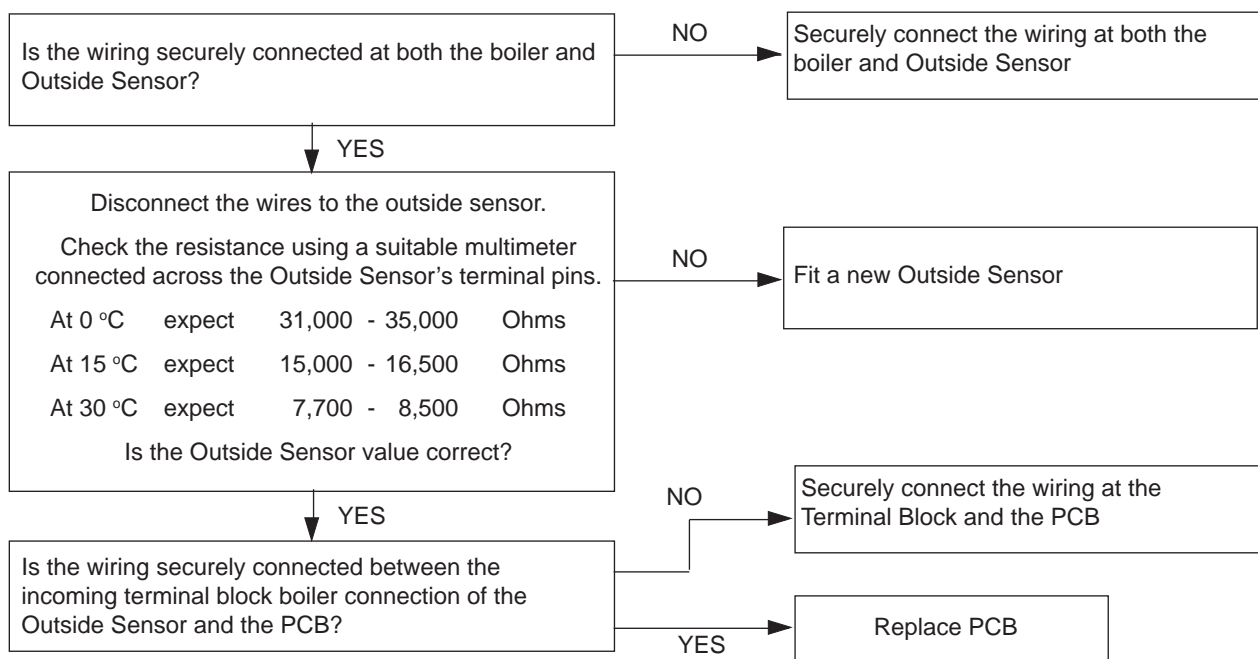 Is the wiring securely connected at both the boiler and
Outside Sensor?
NO
Securely connect the wiring at both the
boiler and Outside Sensor
YES
Disconnect the wires to the outside sensor.
Check the resistance using a suitable multimeter
connected across the Outside Sensor’s terminal pins.
At 0 °C expect 31,000 - 35,000 Ohms
At 15 °C expect 15,000 - 16,500 Ohms
At 30 °C expect 7,700 - 8,500 Ohms
Is the Outside Sensor value correct?
NO
Fit a new Outside Sensor
YES
Is the wiring securely connected between the
incoming terminal block boiler connection of the
Outside Sensor and the PCB?
NO
Securely connect the wiring at the
Terminal Block and the PCB
YES
Replace PCB